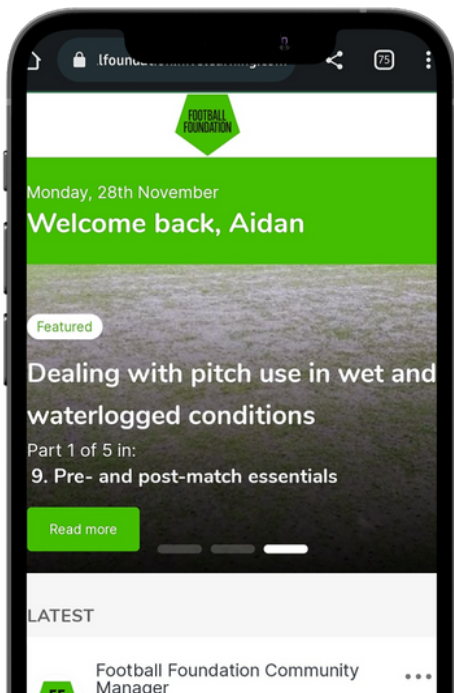 75
FOOTBALL
FOUNDATION
Monday, 28th November
Welcome back, Aidan
Featured
Dealing with pitch use in wet and
waterlogged conditions
Part 1 of 5 in:
9. Pre- and post-match essentials
Read more
LATEST
Football Foundation Community
Manager